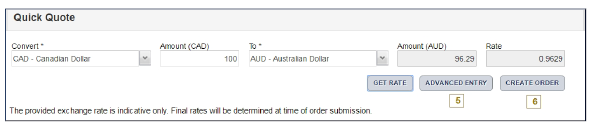 Quick Quote
Convert * Amount (CAD) To * Amount (AUD) Rate
CAD - Canadian Dollar 100 AUD - Australian Dollar 96.29 0.9629
GET RATE ADVANCED ENTRY CREATE ORDER
5 6
The provided exchange rate is indicative only. Final rates will be determined at time of order submission.